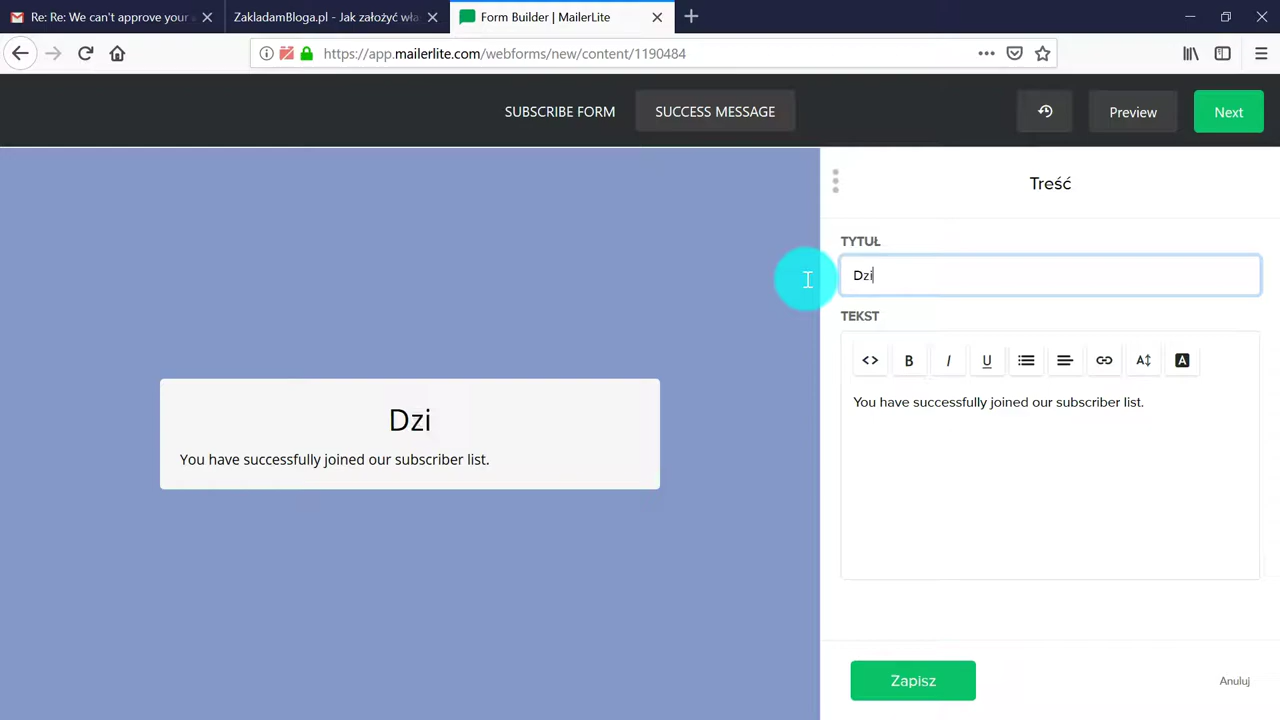 Re: Re: We can't approve your a
ZakladamBloga.pl - Jak założyć wła
Form Builder | MailerLite
https://app.mailerlite.com/webforms/new/content/1190484
SUBSCRIBE FORM
SUCCESS MESSAGE
Preview
Next
Treść
TYTUŁ
Dzi
TEKST
<> B I U A A
You have successfully joined our subscriber list.
Dzi
You have successfully joined our subscriber list.
Zapisz
Anuluj